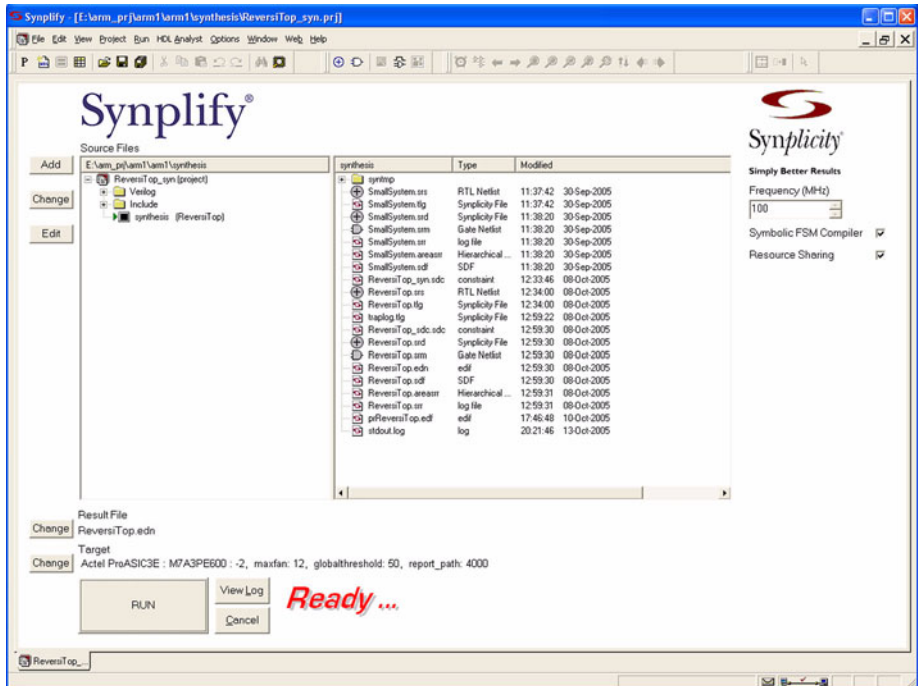 Synplify - [E:\arm_prj\arm1\arm1\synthesis\ReversiTop_syn.prj]
File Edit View Project Run HDL Analyst Options Window Web Help
P
Synplify®
Synplicity®
Simply Better Results
Source Files
Add
Change
Edit
E:\arm_prj\arm1\arm1\synthesis
ReversiTop_syn (project)
Verilog
Include
synthesis (ReversiTop)
synthesis Type Modified
syntmp
SmallSystem.srs RTL Netlist 11:37:42 30-Sep-2005
SmallSystem.tlg Synplicity File 11:37:42 30-Sep-2005
SmallSystem.srd Synplicity File 11:38:20 30-Sep-2005
SmallSystem.srm Gate Netlist 11:38:20 30-Sep-2005
SmallSystem.srr log file 11:38:20 30-Sep-2005
SmallSystem.areasrr Hierarchical ... 11:38:20 30-Sep-2005
SmallSystem.sdf SDF 11:38:20 30-Sep-2005
ReversiTop_syn.sdc constraint 12:33:46 08-Oct-2005
ReversiTop.srs RTL Netlist 12:34:00 08-Oct-2005
ReversiTop.tlg Synplicity File 12:34:00 08-Oct-2005
traplog.tlg Synplicity File 12:59:22 08-Oct-2005
ReversiTop_sdc.sdc constraint 12:59:30 08-Oct-2005
ReversiTop.srd Synplicity File 12:59:30 08-Oct-2005
ReversiTop.srm Gate Netlist 12:59:30 08-Oct-2005
ReversiTop.edn edif 12:59:30 08-Oct-2005
ReversiTop.sdf SDF 12:59:30 08-Oct-2005
ReversiTop.areasrr Hierarchical ... 12:59:31 08-Oct-2005
ReversiTop.srr log file 12:59:31 08-Oct-2005
prReversiTop.edf edif 17:46:48 10-Oct-2005
stdout.log log 20:21:46 13-Oct-2005
Frequency (MHz)
100
Symbolic FSM Compiler
Resource Sharing
Result File
Change
ReversiTop.edn
Target
Change
Actel ProASIC3E : M7A3PE600 : -2, maxfan: 12, globalthreshold: 50, report_path: 4000
RUN
View Log
Cancel
Ready ...
ReversiTop_...